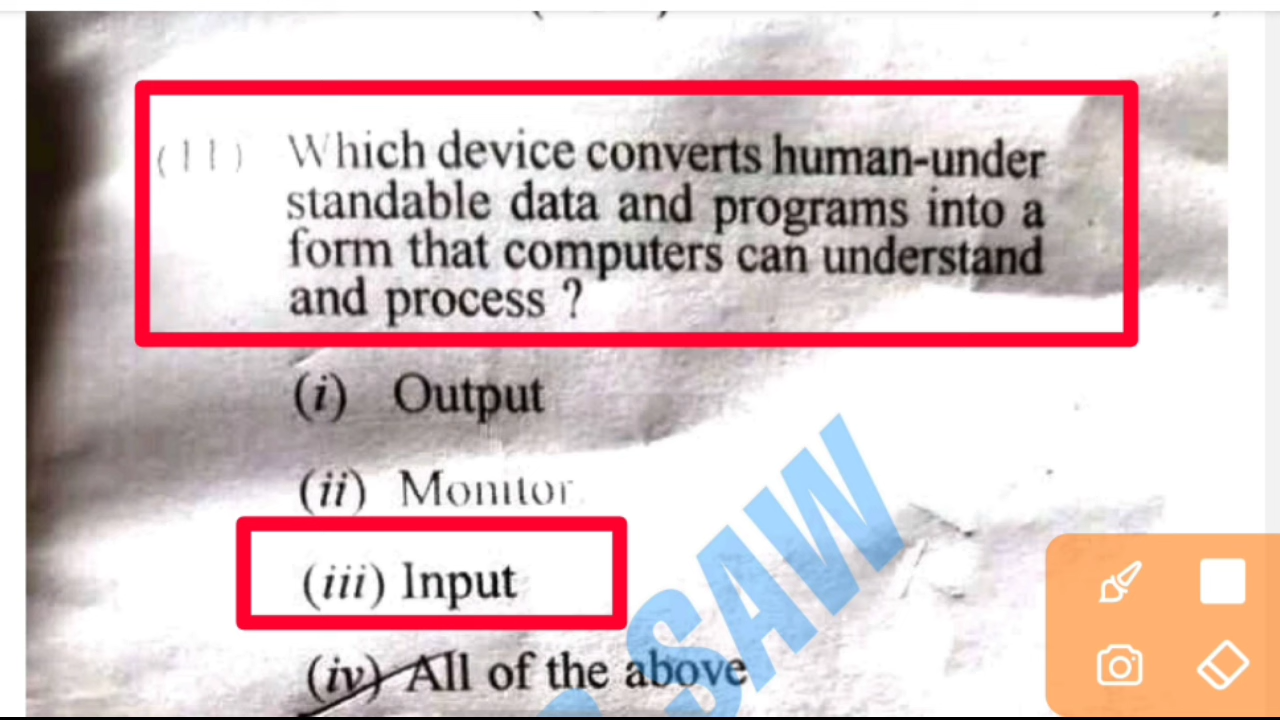 (11) Which device converts human-under
standable data and programs into a
form that computers can understand
and process ?
(i) Output
(ii) Monitor
(iii) Input
(iv) All of the above
SAW